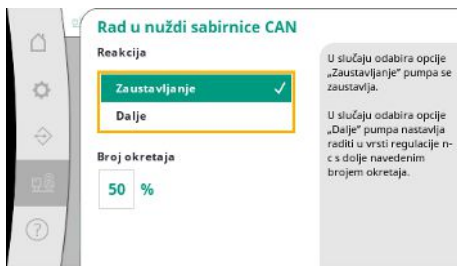 Rad u nuždi sabirnice CAN
Reakcija
Zaustavljanje
Dalje
Broj okretaja
50 %
U slučaju odabira opcije
„Zaustavljanje” pumpa se
zaustavlja.
U slučaju odabira opcije
„Dalje” pumpa nastavlja
raditi u vrsti regulacije n-
c s dolje navedenim
brojem okretaja.